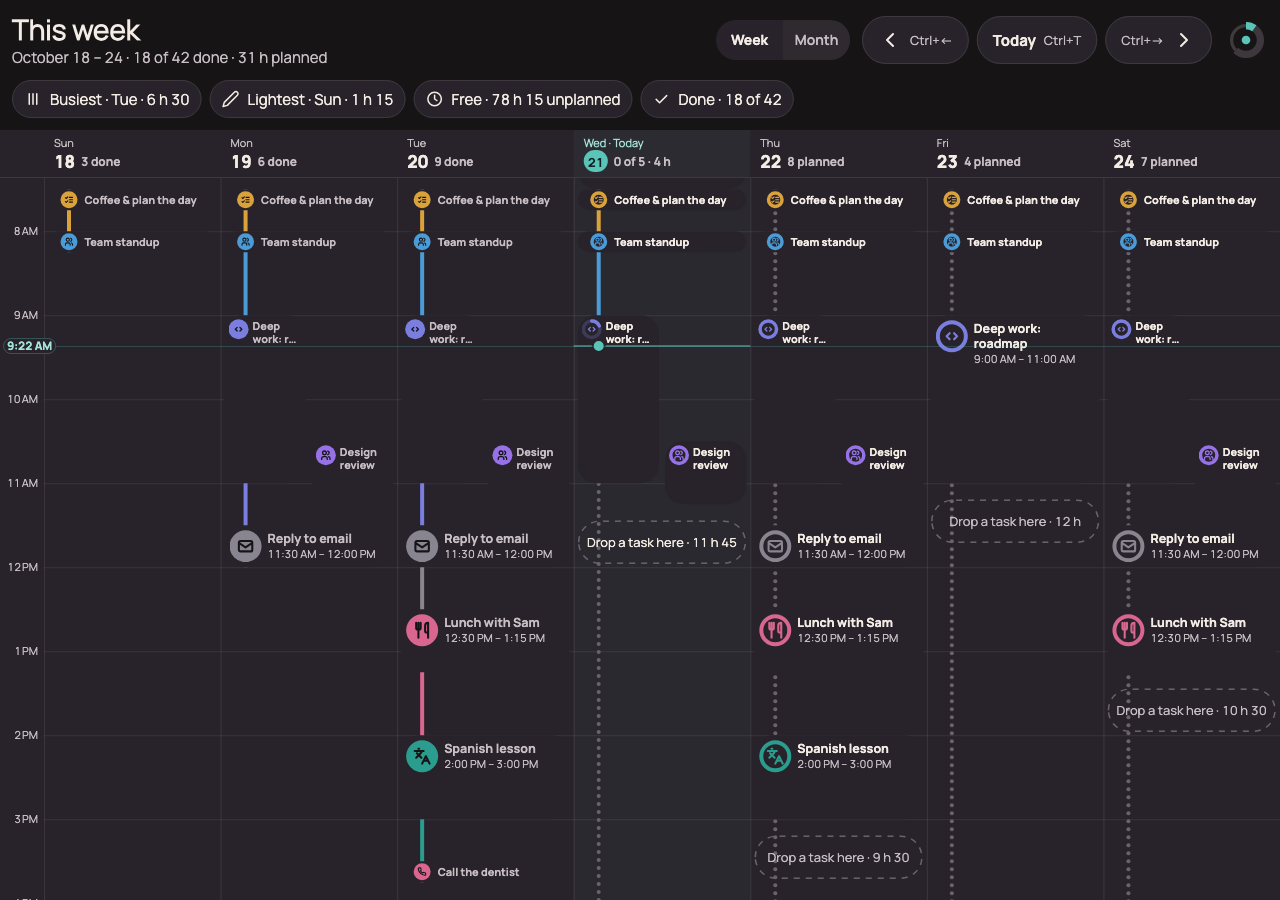 This week
October 18 – 24 · 18 of 42 done · 31 h planned
Week
Month
Ctrl+←
Today Ctrl+T
Ctrl+→
Busiest · Tue · 6 h 30
Lightest · Sun · 1 h 15
Free · 78 h 15 unplanned
Done · 18 of 42
Sun
18 3 done
Mon
19 6 done
Tue
20 9 done
Wed · Today
21 0 of 5 · 4 h
Thu
22 8 planned
Fri
23 4 planned
Sat
24 7 planned
8 AM
9 AM
9:22 AM
10 AM
11 AM
12 PM
1 PM
2 PM
3 PM
Coffee & plan the day
Team standup
Coffee & plan the day
Team standup
Deep
work: r…
Design
review
Reply to email
11:30 AM – 12:00 PM
Coffee & plan the day
Team standup
Deep
work: r…
Design
review
Reply to email
11:30 AM – 12:00 PM
Lunch with Sam
12:30 PM – 1:15 PM
Spanish lesson
2:00 PM – 3:00 PM
Call the dentist
Coffee & plan the day
Team standup
Deep
work: r…
Design
review
Drop a task here · 11 h 45
Coffee & plan the day
Team standup
Deep
work: r…
Design
review
Reply to email
11:30 AM – 12:00 PM
Lunch with Sam
12:30 PM – 1:15 PM
Spanish lesson
2:00 PM – 3:00 PM
Drop a task here · 9 h 30
Coffee & plan the day
Team standup
Deep work:
roadmap
9:00 AM – 11:00 AM
Drop a task here · 12 h
Coffee & plan the day
Team standup
Deep
work: r…
Design
review
Reply to email
11:30 AM – 12:00 PM
Lunch with Sam
12:30 PM – 1:15 PM
Drop a task here · 10 h 30